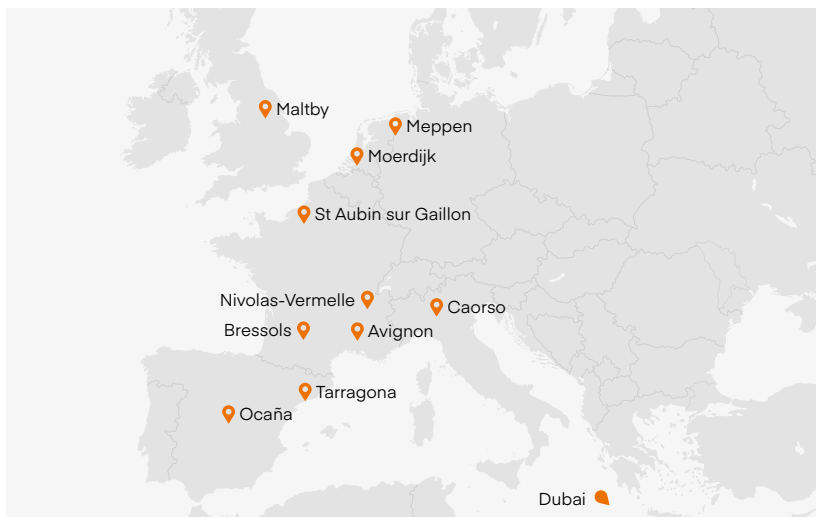 Maltby
Meppen
Moerdijk
St Aubin sur Gaillon
Nivolas-Vermelle
Caorso
Bressols
Avignon
Tarragona
Ocaña
Dubai